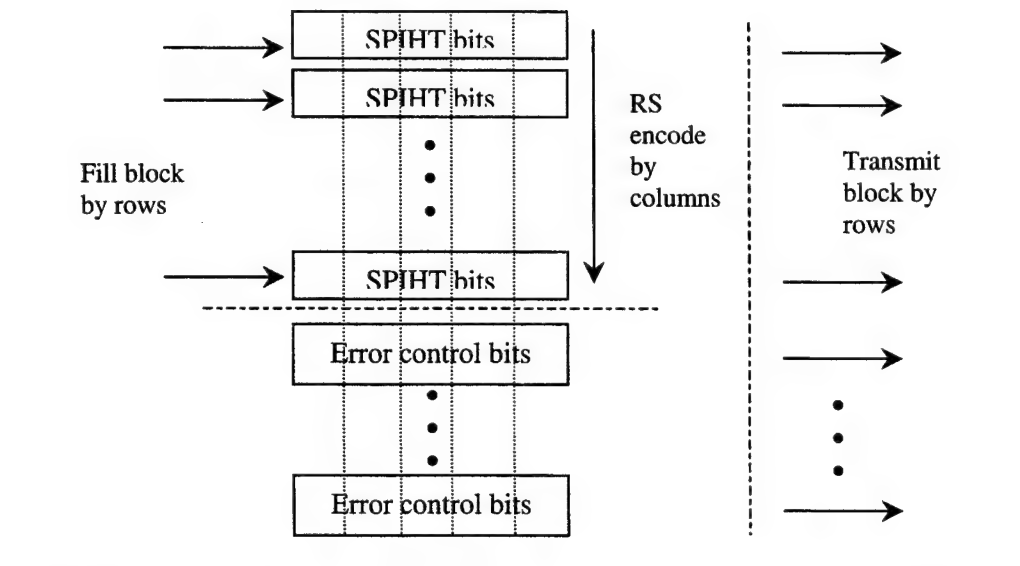 SPIHT bits
SPIHT bits
Fill block
by rows
RS
encode
by
columns
Transmit
block by
rows
SPIHT bits
Error control bits
Error control bits